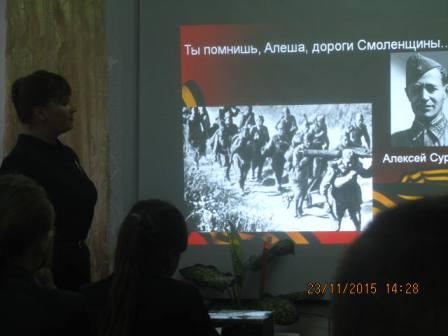 Ты помнишь, Алеша, дороги Смоленщины...
Алексей Сур
23/11/2015 14:28